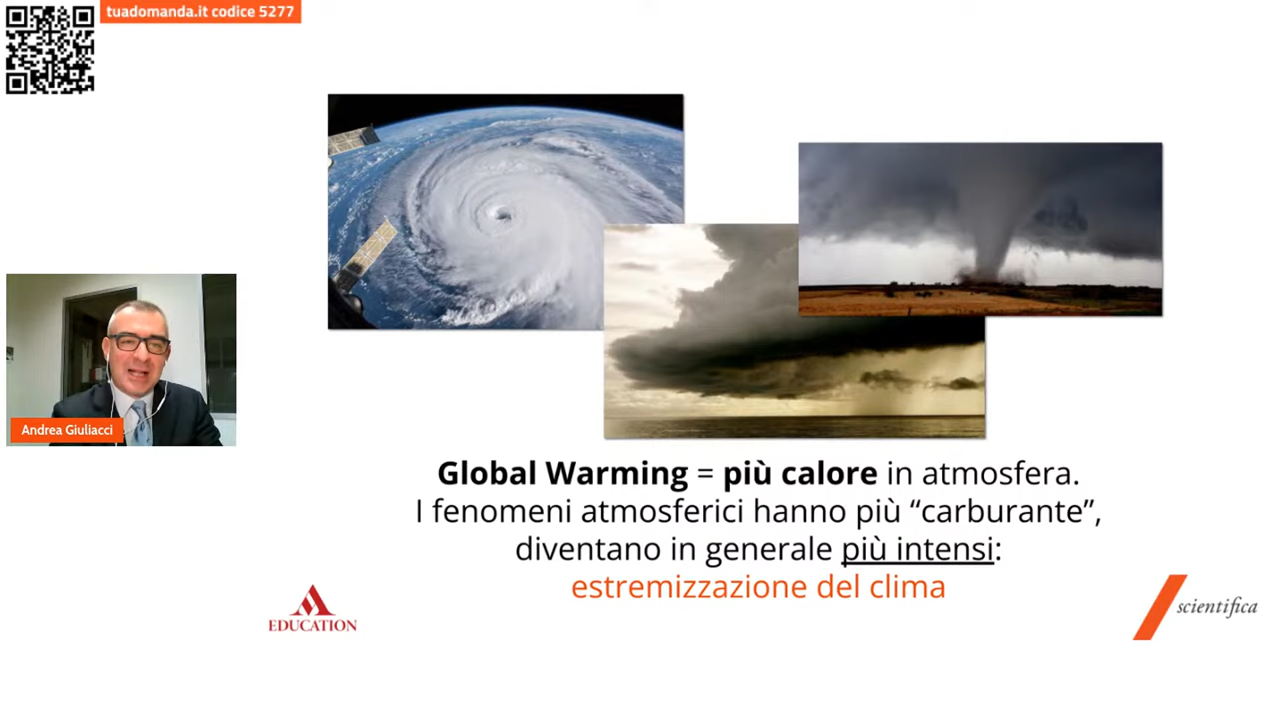 tuadomanda.it codice 5277
Andrea Giuliacci
Global Warming = più calore in atmosfera.
I fenomeni atmosferici hanno più “carburante”,
diventano in generale più intensi:
estremizzazione del clima
EDUCATION
scientifica